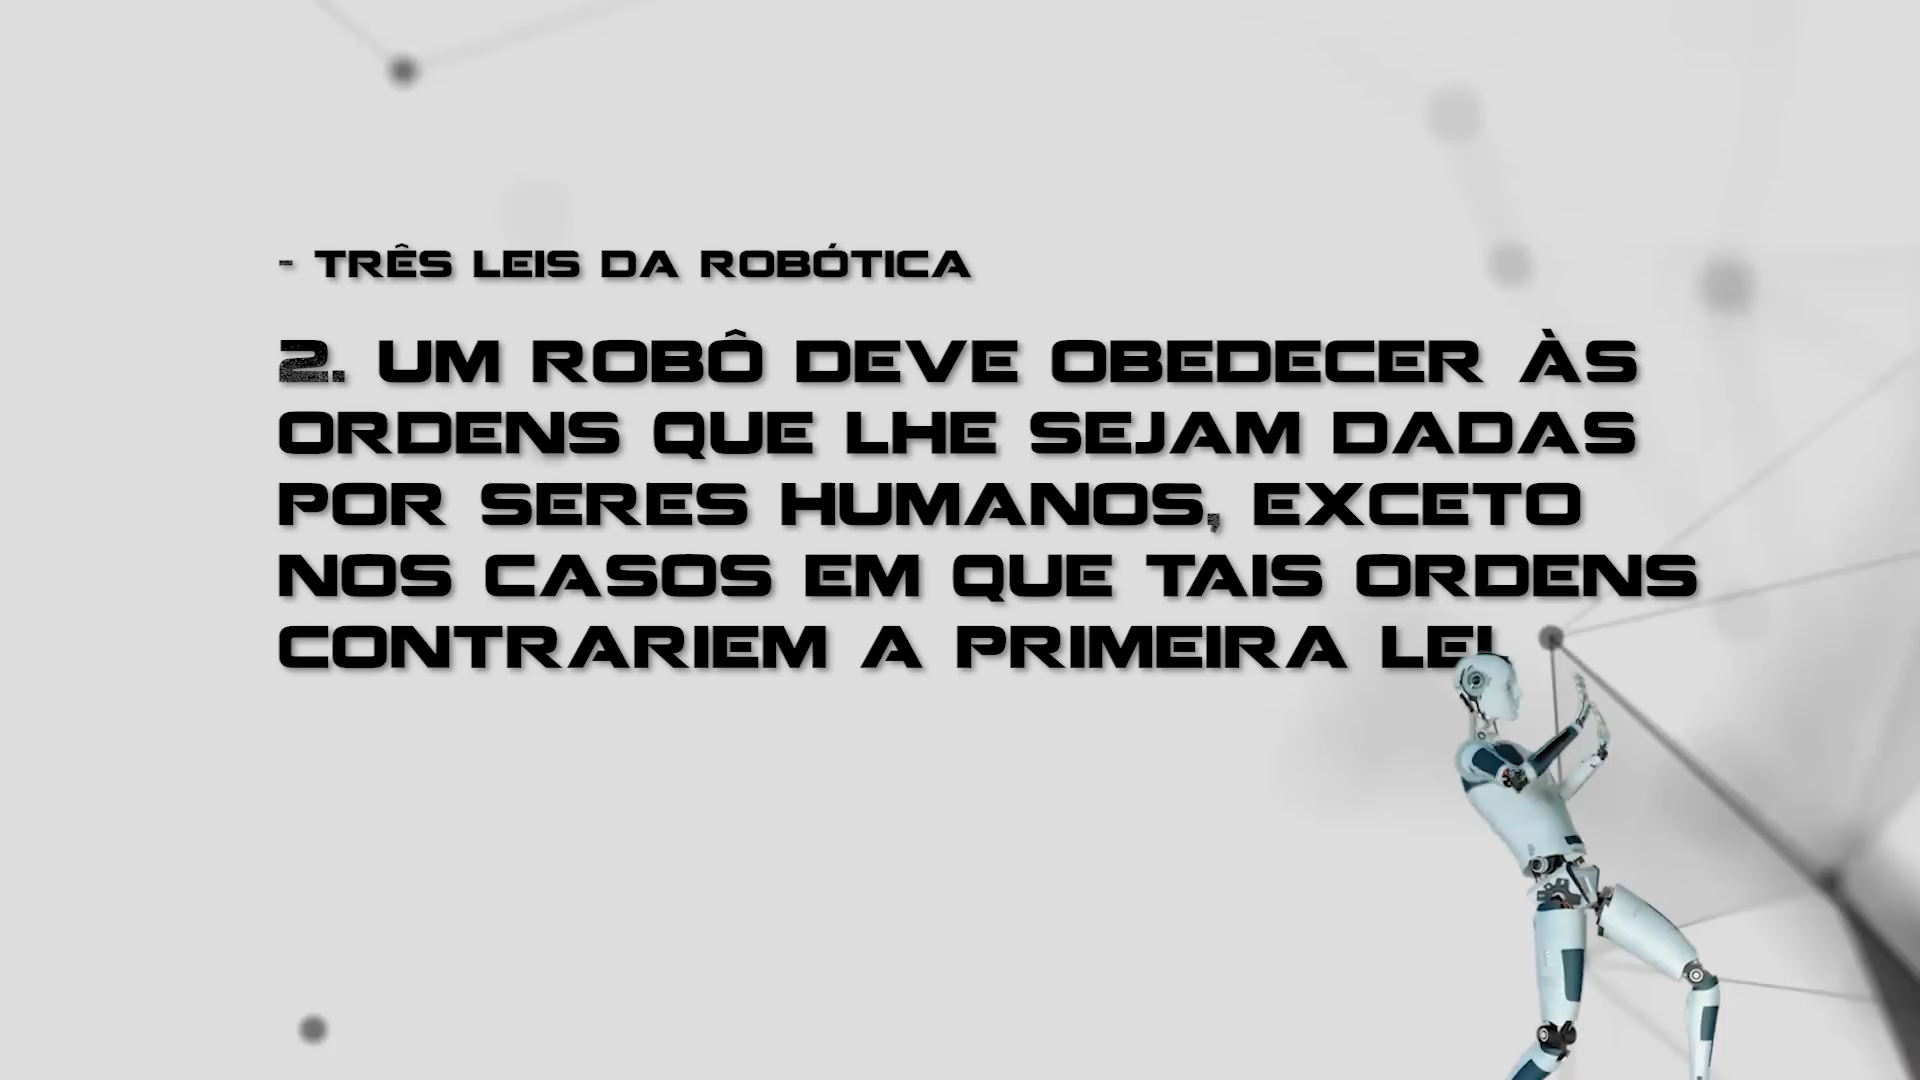 - TRÊS LEIS DA ROBÓTICA
2. UM ROBÔ DEVE OBEDECER ÀS
ORDENS QUE LHE SEJAM DADAS
POR SERES HUMANOS, EXCETO
NOS CASOS EM QUE TAIS ORDENS
CONTRARIEM A PRIMEIRA LEI.